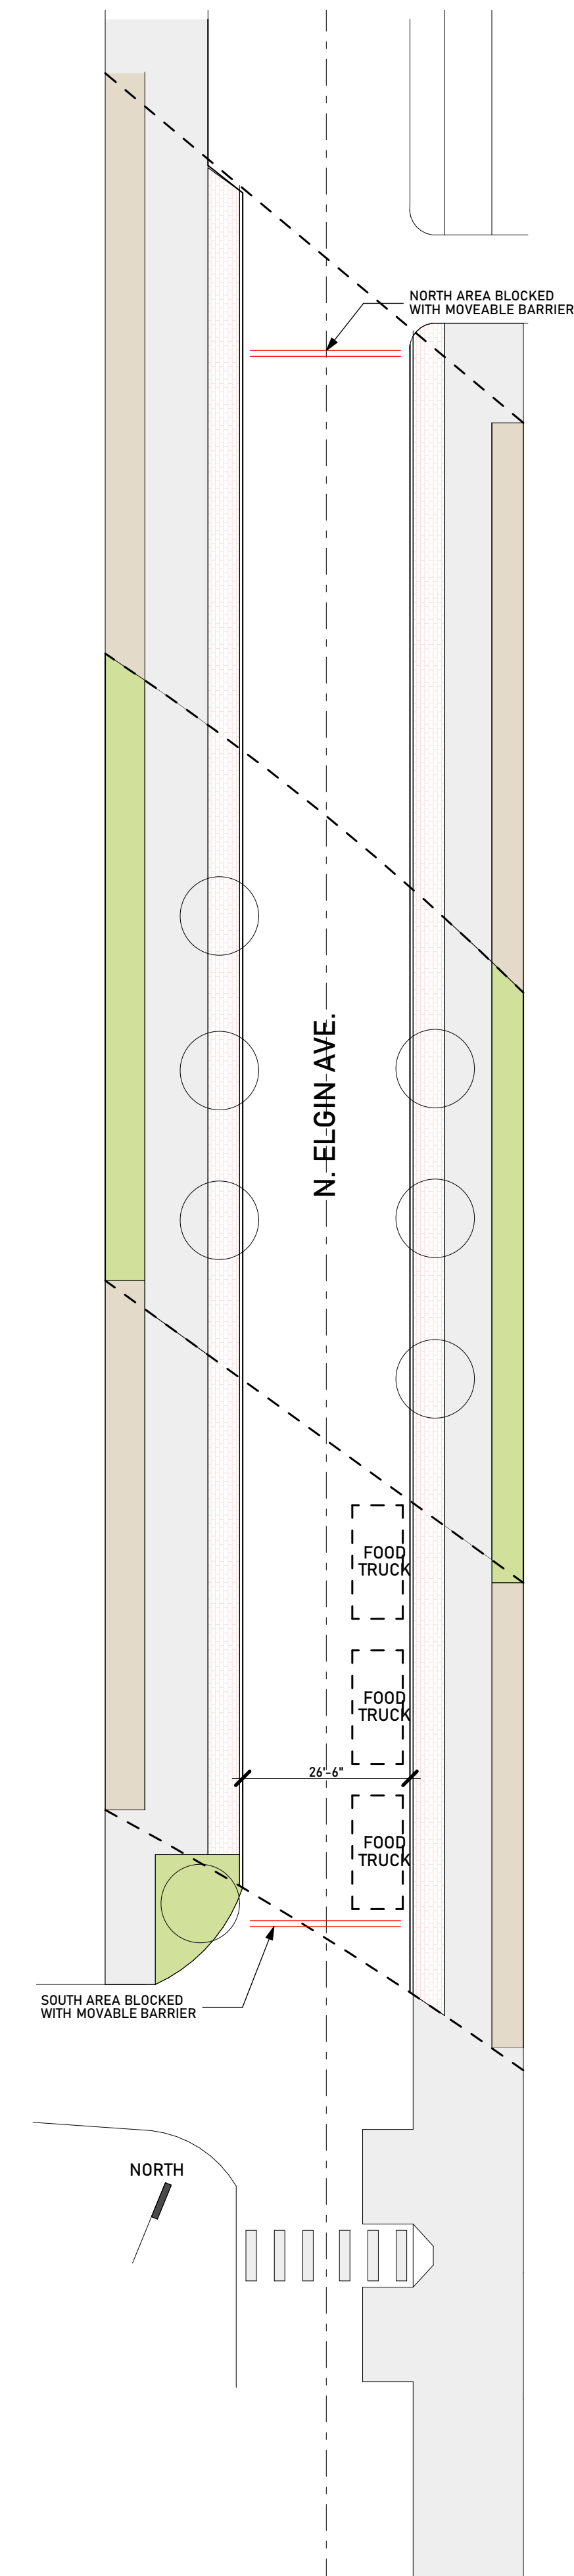 NORTH AREA BLOCKED
WITH MOVEABLE BARRIER
N. ELGIN AVE.
FOOD
TRUCK
FOOD
TRUCK
26'-6"
FOOD
TRUCK
SOUTH AREA BLOCKED
WITH MOVABLE BARRIER
NORTH